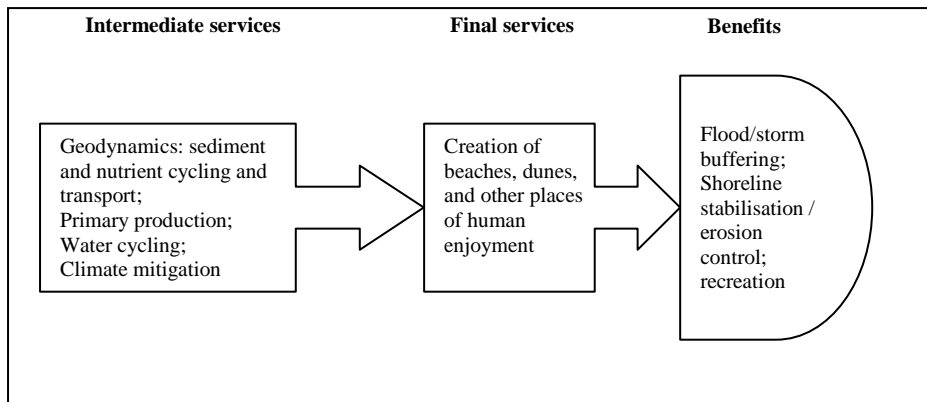 Intermediate services
Final services
Benefits
Geodynamics: sediment
and nutrient cycling and
transport;
Primary production;
Water cycling;
Climate mitigation
Creation of
beaches, dunes,
and other places
of human
enjoyment
Flood/storm
buffering;
Shoreline
stabilisation /
erosion
control;
recreation